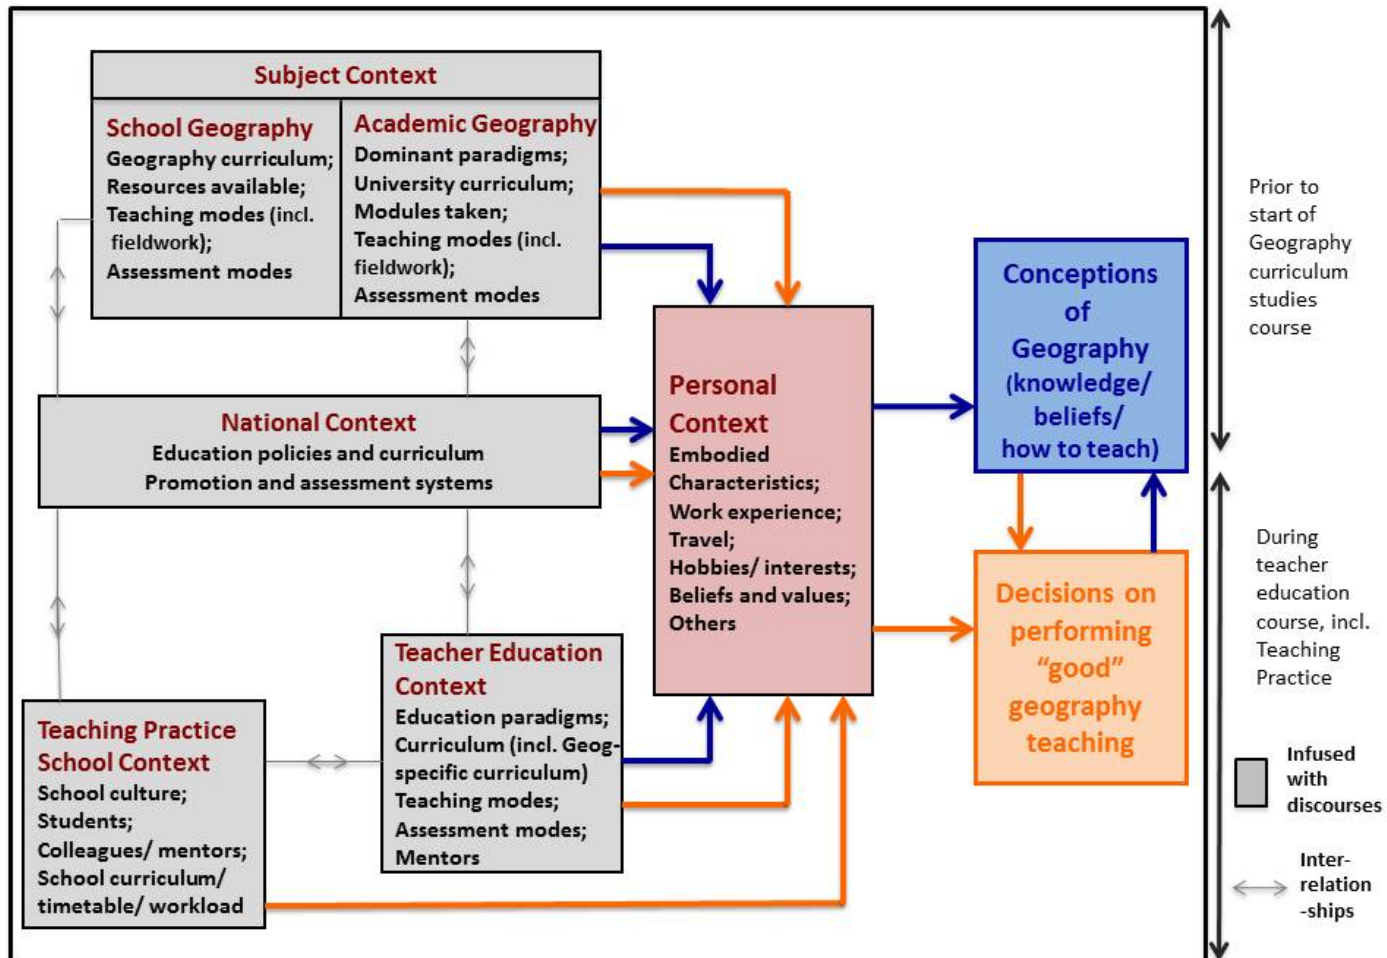 Subject Context
School Geography
Geography curriculum;
Resources available;
Teaching modes (incl.
fieldwork);
Assessment modes
Academic Geography
Dominant paradigms;
University curriculum;
Modules taken;
Teaching modes (incl.
fieldwork);
Assessment modes
National Context
Education policies and curriculum
Promotion and assessment systems
Teaching Practice
School Context
School culture;
Students;
Colleagues/ mentors;
School curriculum/
timetable/ workload
Teacher Education
Context
Education paradigms;
Curriculum (incl. Geog-
specific curriculum)
Teaching modes;
Assessment modes;
Mentors
Personal
Context
Embodied
Characteristics;
Work experience;
Travel;
Hobbies/ interests;
Beliefs and values;
Others
Conceptions
of
Geography
(knowledge/
beliefs/
how to teach)
Decisions on
performing
“good”
geography
teaching
Prior to
start of
Geography
curriculum
studies
course
During
teacher
education
course, incl.
Teaching
Practice
Infused
with
discourses
Inter-
relation
-ships